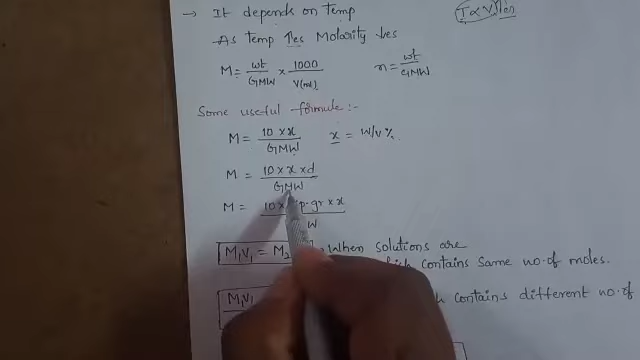 → It depends on temp
T ∝ V
As temp ↑es Molarity ↓es
M = wt/GMW × 1000/V(ml)    n = wt/GMW
Some useful formule:-
M = 10 × x/GMW    x = W/V%.
M = 10 × x × d/GMW
M = 10 × sp. gr × x/W
M₁V₁ = M₂ When solutions are
which contains same no. of moles.
M₁V₁ contains different no. of